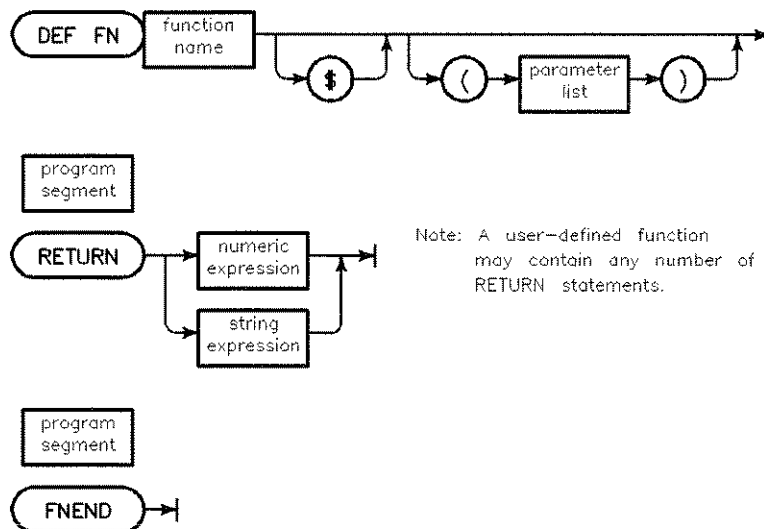 DEF FN function name $ ( parameter list )
program segment
RETURN numeric expression
string expression
Note: A user-defined function
may contain any number of
RETURN statements.
program segment
FNEND